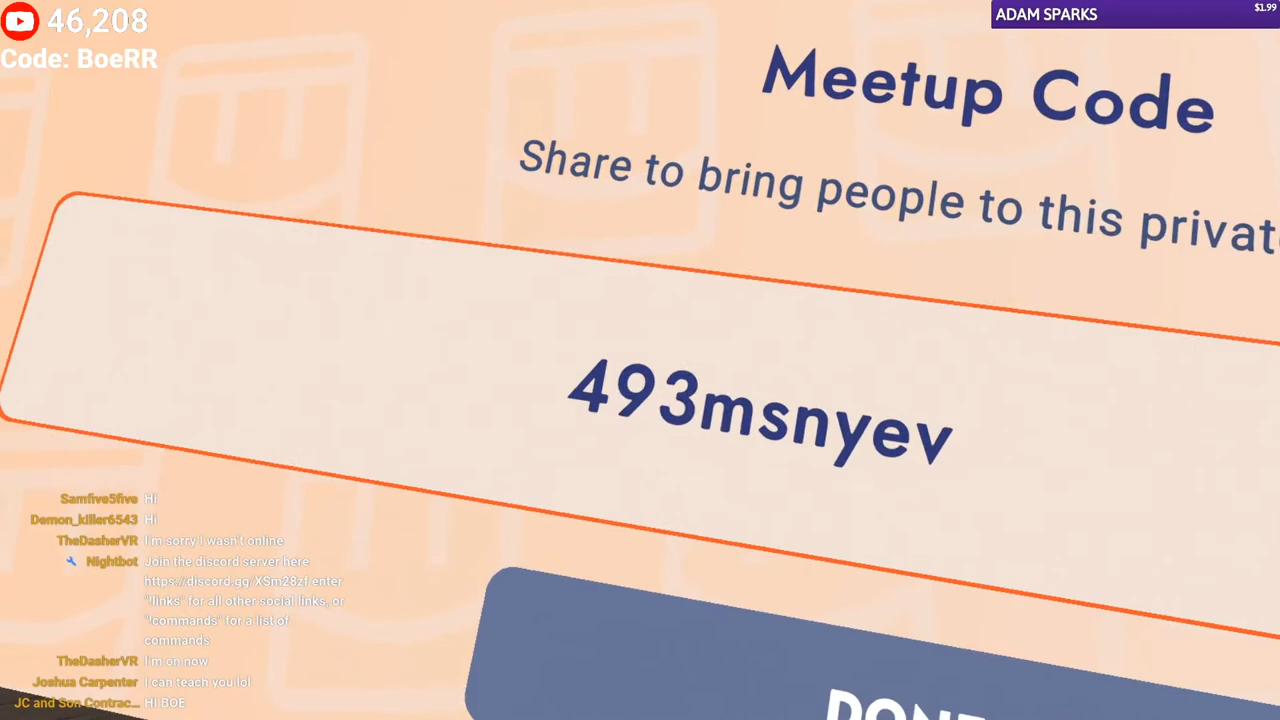 46,208
Code: BoeRR
ADAM SPARKS
$1.99
Meetup Code
Share to bring people to this
493msnyev
Samfive5five Hi
Demon_killer6543 Hi
TheDasherVR I'm sorry I wasn't online
Nightbot Join the discord server here
https://discord.gg/XSm28zf enter
"!links" for all other social links, or
"!commands" for a list of
commands
TheDasherVR I'm on now
Joshua Carpenter I can teach you lol
JC and Son Contrac... HI BOE
DONE